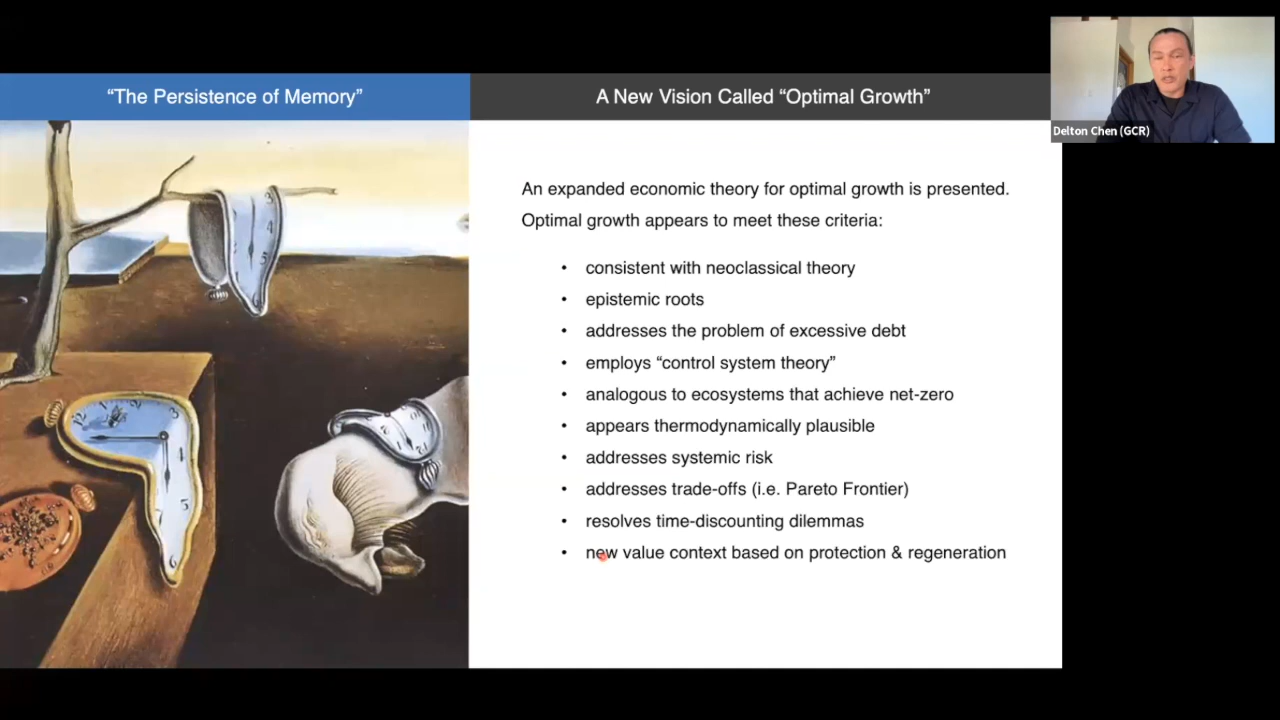 “The Persistence of Memory”
A New Vision Called “Optimal Growth”
Delton Chen (GCR)
An expanded economic theory for optimal growth is presented.
Optimal growth appears to meet these criteria:
• consistent with neoclassical theory
• epistemic roots
• addresses the problem of excessive debt
• employs “control system theory”
• analogous to ecosystems that achieve net-zero
• appears thermodynamically plausible
• addresses systemic risk
• addresses trade-offs (i.e. Pareto Frontier)
• resolves time-discounting dilemmas
• new value context based on protection & regeneration